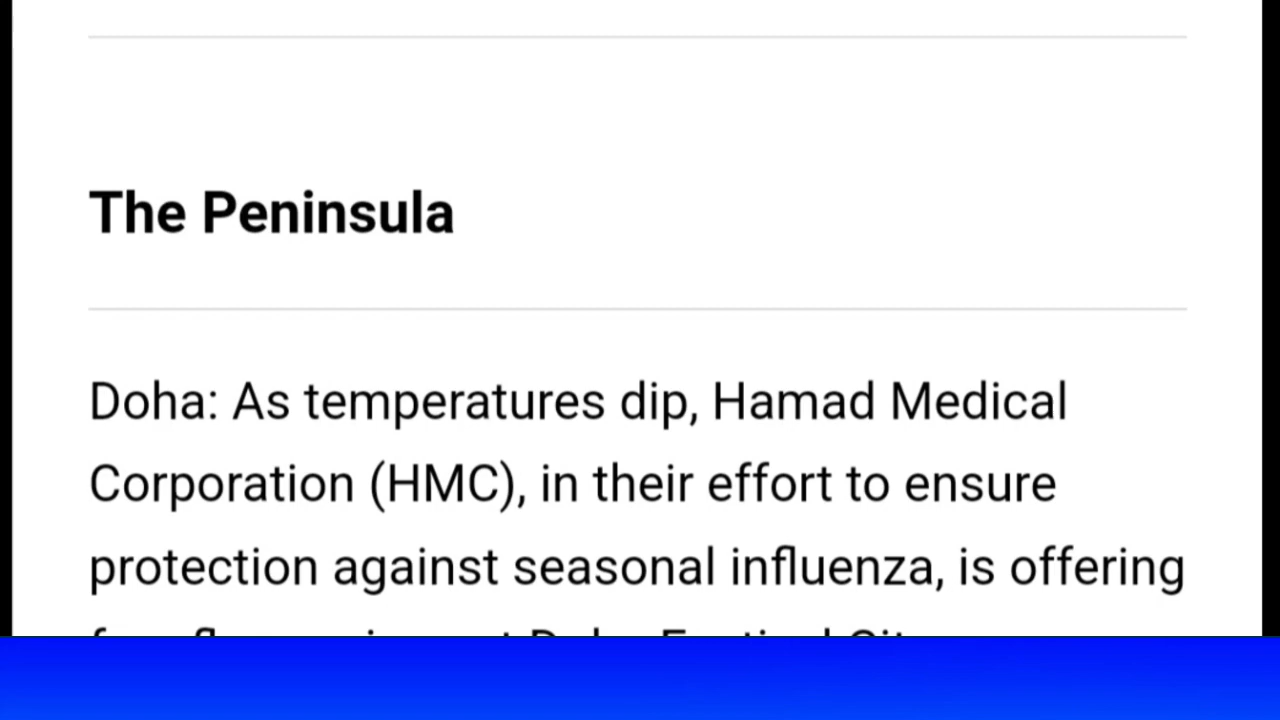 The Peninsula
Doha: As temperatures dip, Hamad Medical
Corporation (HMC), in their effort to ensure
protection against seasonal influenza, is offering